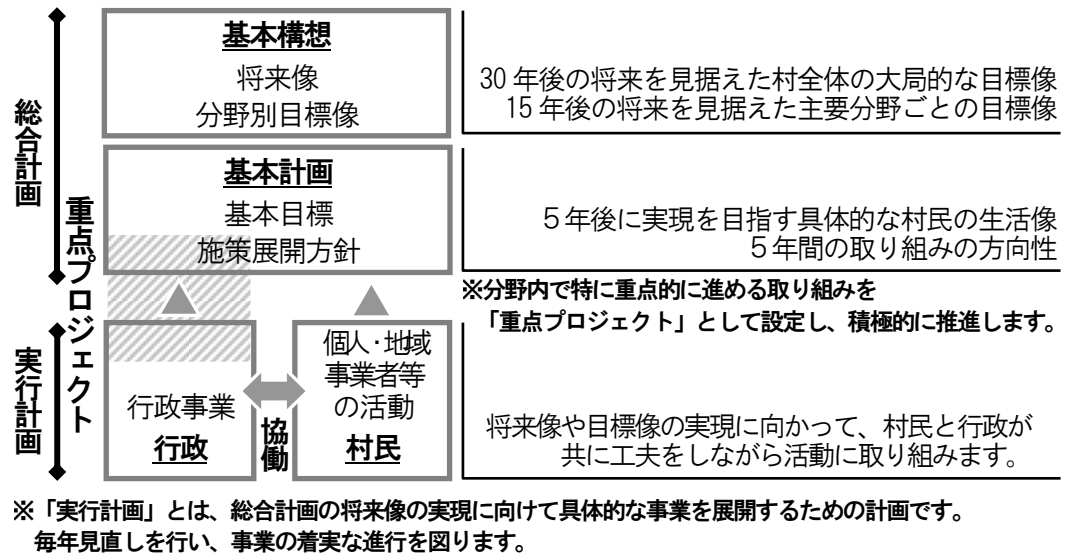 総合計画
基本構想
将来像
分野別目標像
30年後の将来を見据えた村全体の大局的な目標像
15年後の将来を見据えた主要分野ごとの目標像
基本計画
基本目標
施策展開方針
5年後に実現を目指す具体的な村民の生活像
5年間の取り組みの方向性
重点プロジェクト
※分野内で特に重点的に進める取り組みを
「重点プロジェクト」として設定し、積極的に推進します。
実行計画
行政事業
行政
協働
個人・地域
事業者等
の活動
村民
将来像や目標像の実現に向かって、村民と行政が
共に工夫をしながら活動に取り組みます。
※「実行計画」とは、総合計画の将来像の実現に向けて具体的な事業を展開するための計画です。
毎年見直しを行い、事業の着実な進行を図ります。